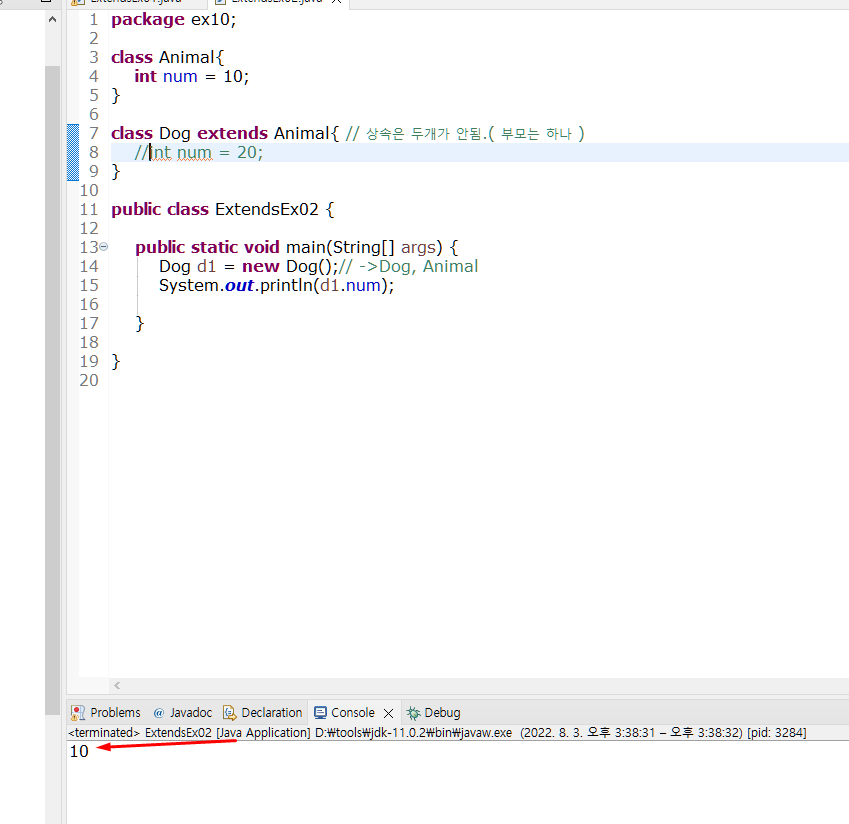 ExtendsEx01.java ExtendsEx02.java
1 package ex10;
2
3 class Animal{
4 int num = 10;
5 }
6
7 class Dog extends Animal{ // 상속은 두개가 안됨.( 부모는 하나 )
8 //int num = 20;
9 }
10
11 public class ExtendsEx02 {
12
13 public static void main(String[] args) {
14 Dog d1 = new Dog();// ->Dog, Animal
15 System.out.println(d1.num);
16
17 }
18
19 }
20
Problems @ Javadoc Declaration Console Debug
<terminated> ExtendsEx02 [Java Application] D:₩tools₩jdk-11.0.2₩bin₩javaw.exe (2022. 8. 3. 오후 3:38:31 – 오후 3:38:32) [pid: 3284]
10